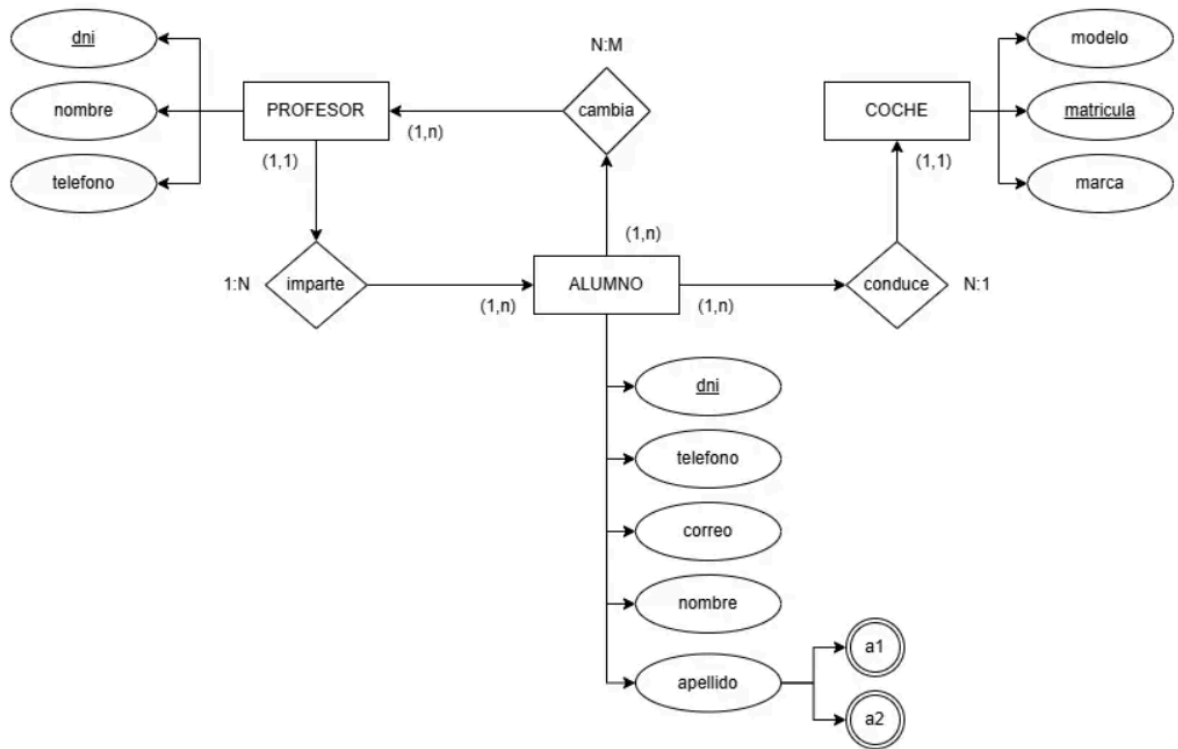 dni
nombre
telefono
PROFESOR
(1,1)
(1,n)
N:M
cambia
COCHE
(1,1)
modelo
matricula
marca
1:N
imparte
(1,n)
(1,n)
ALUMNO
(1,n)
conduce
N:1
dni
telefono
correo
nombre
apellido
a1
a2